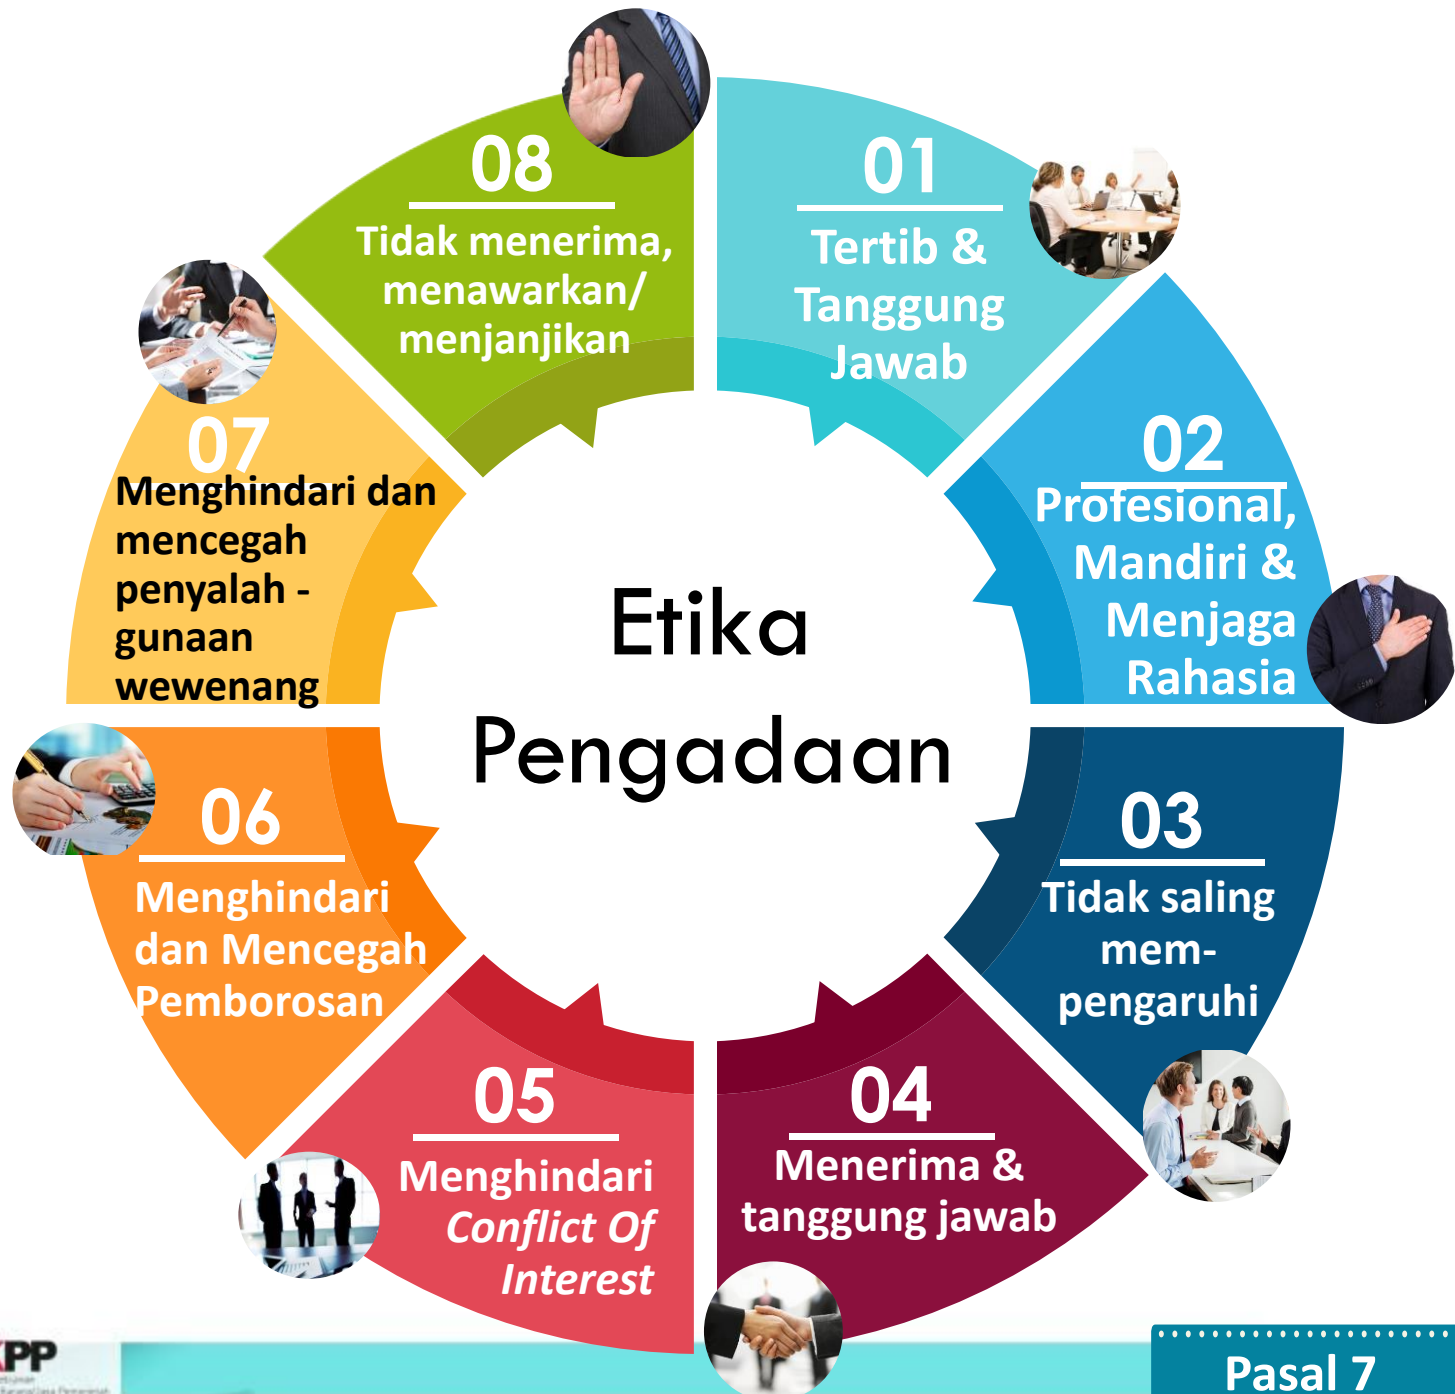 Etika
Pengadaan
01
Tertib &
Tanggung
Jawab
02
Profesional,
Mandiri &
Menjaga
Rahasia
03
Tidak saling
mem-
pengaruhi
04
Menerima &
tanggung jawab
05
Menghindari
Conflict Of
Interest
06
Menghindari
dan Mencegah
Pemborosan
07
Menghindari dan
mencegah
penyalah -
gunaan
wewenang
08
Tidak menerima,
menawarkan/
menjanjikan
PP
Pasal 7